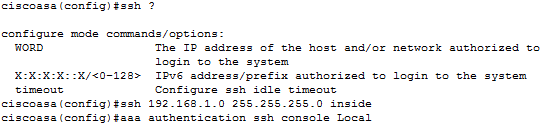 ciscoasa(config)#ssh ?
configure mode commands/options:
WORD The IP address of the host and/or network authorized to
login to the system
X:X:X:X::X/<0-128> IPv6 address/prefix authorized to login to the system
timeout Configure ssh idle timeout
ciscoasa(config)#ssh 192.168.1.0 255.255.255.0 inside
ciscoasa(config)#aaa authentication ssh console Local